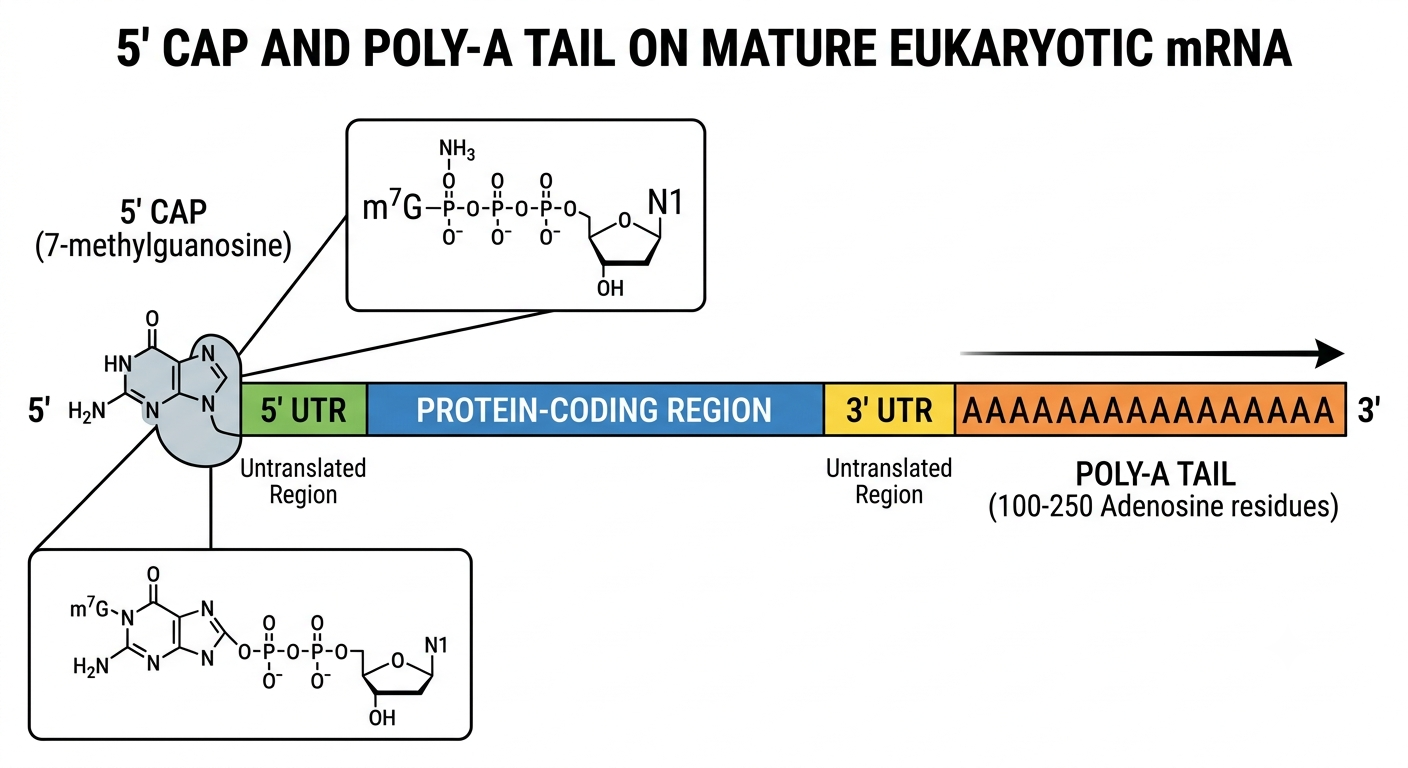 5' CAP AND POLY-A TAIL ON MATURE EUKARYOTIC mRNA
5' CAP
(7-methylguanosine)
NH₃
O O O
m⁷G–P-o-P-o-P-o
O⁻ O⁻ O⁻
O
N1
OH
O
HN
N
H₂N
N
N
5'
5' UTR
PROTEIN-CODING REGION
3' UTR
AAAAAAAAAAAAAAAA
3'
Untranslated
Region
Untranslated
Region
POLY-A TAIL
(100-250 Adenosine residues)
O
m⁷G
N
N
H₂N
N
N
O O
O-P-o-P-o
O⁻ O⁻
O
N1
OH